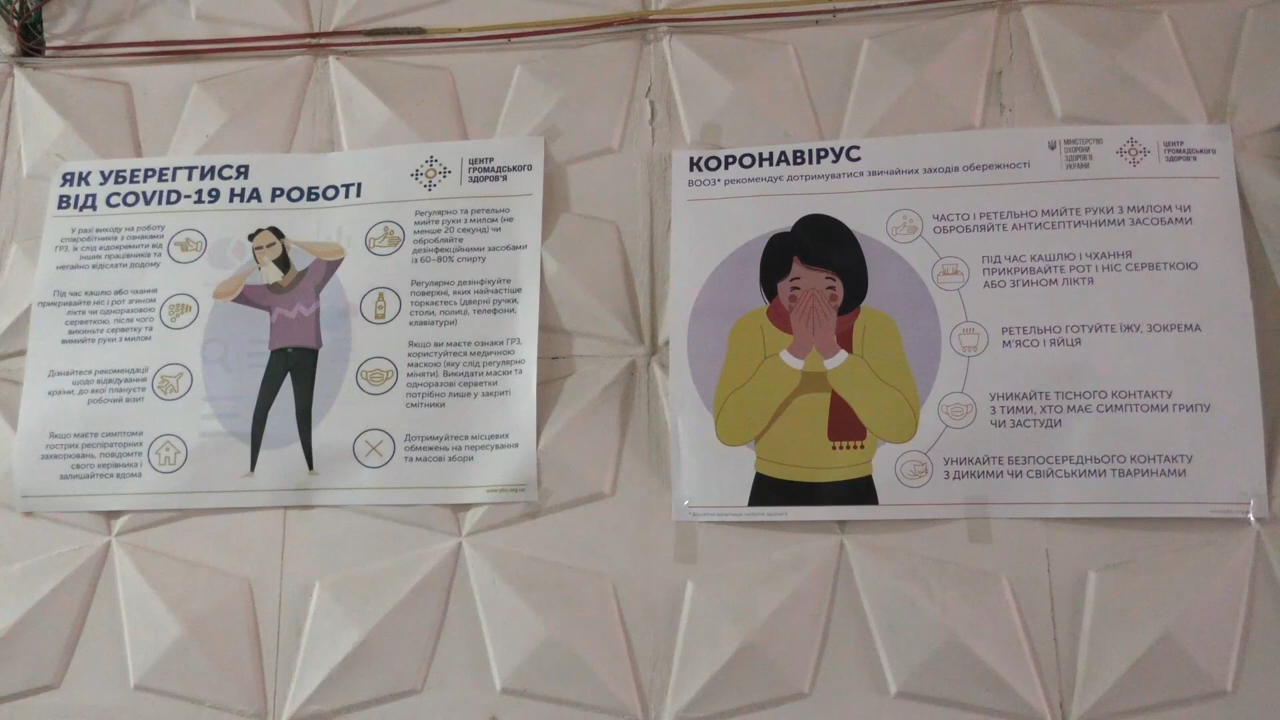 ЯК УБЕРЕГТИСЯ
ВІД COVID-19 НА РОБОТІ
ЦЕНТР
ГРОМАДСЬКОГО
ЗДОРОВ'Я
У разі виходу на роботу
співробітників з ознаками
ГРЗ, їх слід відокремити від
інших працівників та
негайно відіслати додому
Під час кашлю або чхання
прикривайте ніс і рот згином
ліктя чи одноразовою
серветкою, після чого
викиньте серветку та
вимийте руки з милом
Дізнайтеся рекомендації
щодо відвідування
країни, до якої плануєте
робочий візит
Якщо маєте симптоми
гострих респіраторних
захворювань, повідомте
свого керівника і
залишайтеся вдома
Регулярно та ретельно
мийте руки з милом (не
менше 20 секунд) чи
обробляйте
дезінфекційними засобами
із 60–80% спирту
Регулярно дезінфікуйте
поверхні, яких найчастіше
торкаєтесь (дверні ручки,
столи, полиці, телефони,
клавіатури)
Якщо ви маєте ознаки ГРЗ,
користуйтеся медичною
маскою (яку слід регулярно
міняти). Викидати маски та
одноразові серветки
потрібно лише у закриті
смітники
Дотримуйтеся місцевих
обмежень на пересування
та масові збори
КОРОНАВІРУС
ВООЗ* рекомендує дотримуватися звичайних заходів обережності
МІНІСТЕРСТВО
ОХОРОНИ
ЗДОРОВ'Я
УКРАЇНИ
ЦЕНТР
ГРОМАДСЬКОГО
ЗДОРОВ'Я
ЧАСТО І РЕТЕЛЬНО МИЙТЕ РУКИ З МИЛОМ ЧИ
ОБРОБЛЯЙТЕ АНТИСЕПТИЧНИМИ ЗАСОБАМИ
ПІД ЧАС КАШЛЮ І ЧХАННЯ
ПРИКРИВАЙТЕ РОТ І НІС СЕРВЕТКОЮ
АБО ЗГИНОМ ЛІКТЯ
РЕТЕЛЬНО ГОТУЙТЕ ЇЖУ, ЗОКРЕМА
М'ЯСО І ЯЙЦЯ
УНИКАЙТЕ ТІСНОГО КОНТАКТУ
З ТИМИ, ХТО МАЄ СИМПТОМИ ГРИПУ
ЧИ ЗАСТУДИ
УНИКАЙТЕ БЕЗПОСЕРЕДНЬОГО КОНТАКТУ
З ДИКИМИ ЧИ СВІЙСЬКИМИ ТВАРИНАМИ